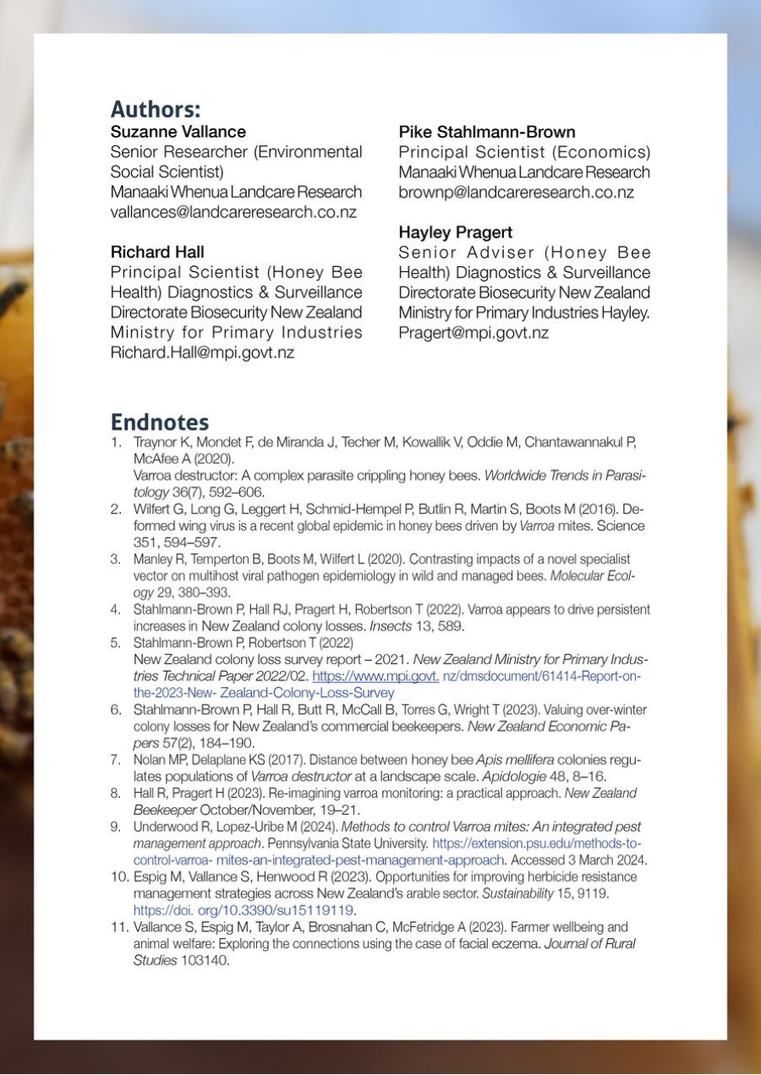 Authors:
Suzanne Vallance
Senior Researcher (Environmental
Social Scientist)
Manaaki Whenua Landcare Research
vallances@landcareresearch.co.nz
Richard Hall
Principal Scientist (Honey Bee
Health) Diagnostics & Surveillance
Directorate Biosecurity New Zealand
Ministry for Primary Industries
Richard.Hall@mpi.govt.nz
Pike Stahlmann-Brown
Principal Scientist (Economics)
Manaaki Whenua Landcare Research
brownp@landcareresearch.co.nz
Hayley Pragert
Senior Adviser (Honey Bee
Health) Diagnostics & Surveillance
Directorate Biosecurity New Zealand
Ministry for Primary Industries Hayley.
Pragert@mpi.govt.nz
Endnotes
1. Traynor K, Mondet F, de Miranda J, Techer M, Kowallik V, Oddie M, Chantawannakul P,
McAfee A (2020).
Varroa destructor: A complex parasite crippling honey bees. Worldwide Trends in Parasi-
tology 36(7), 592–606.
2. Wilfert G, Long G, Leggert H, Schmid-Hempel P, Butlin R, Martin S, Boots M (2016). De-
formed wing virus is a recent global epidemic in honey bees driven by Varroa mites. Science
351, 594–597.
3. Manley R, Temperton B, Boots M, Wilfert L (2020). Contrasting impacts of a novel specialist
vector on multihost viral pathogen epidemiology in wild and managed bees. Molecular Ecol-
ogy 29, 380–393.
4. Stahlmann-Brown P, Hall RJ, Pragert H, Robertson T (2022). Varroa appears to drive persistent
increases in New Zealand colony losses. Insects 13, 589.
5. Stahlmann-Brown P, Robertson T (2022)
New Zealand colony loss survey report – 2021. New Zealand Ministry for Primary Indus-
tries Technical Paper 2022/02. https://www.mpi.govt. nz/dmsdocument/61414-Report-on-
the-2023-New- Zealand-Colony-Loss-Survey
6. Stahlmann-Brown P, Hall R, Butt R, McCall B, Torres G, Wright T (2023). Valuing over-winter
colony losses for New Zealand's commercial beekeepers. New Zealand Economic Pa-
pers 57(2), 184–190.
7. Nolan MP, Delaplane KS (2017). Distance between honey bee Apis mellifera colonies regu-
lates populations of Varroa destructor at a landscape scale. Apidologie 48, 8–16.
8. Hall R, Pragert H (2023). Re-imagining varroa monitoring: a practical approach. New Zealand
Beekeeper October/November, 19–21.
9. Underwood R, Lopez-Uribe M (2024). Methods to control Varroa mites: An integrated pest
management approach. Pennsylvania State University. https://extension.psu.edu/methods-to-
control-varroa- mites-an-integrated-pest-management-approach. Accessed 3 March 2024.
10. Espig M, Vallance S, Henwood R (2023). Opportunities for improving herbicide resistance
management strategies across New Zealand's arable sector. Sustainability 15, 9119.
https://doi. org/10.3390/su15119119.
11. Vallance S, Espig M, Taylor A, Brosnahan C, McFetridge A (2023). Farmer wellbeing and
animal welfare: Exploring the connections using the case of facial eczema. Journal of Rural
Studies 103140.